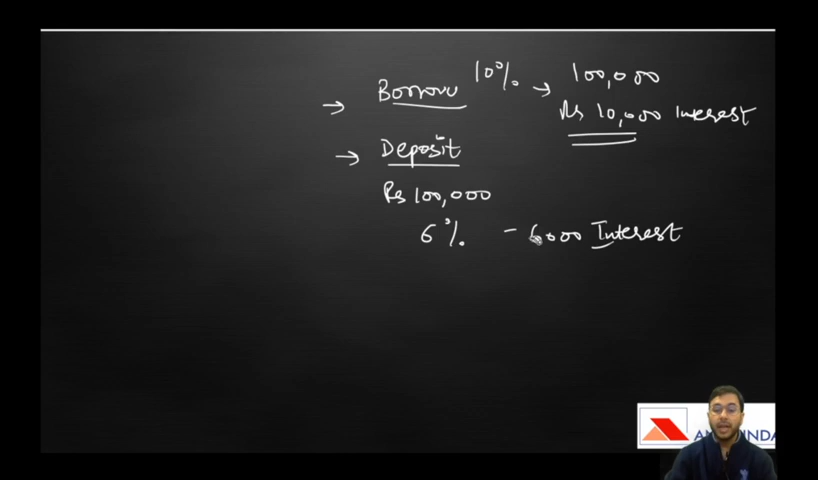 → Borrow 10% → 100,000
Rs 10,000 Interest
→ Deposit
Rs 100,000
6% - 6000 Interest